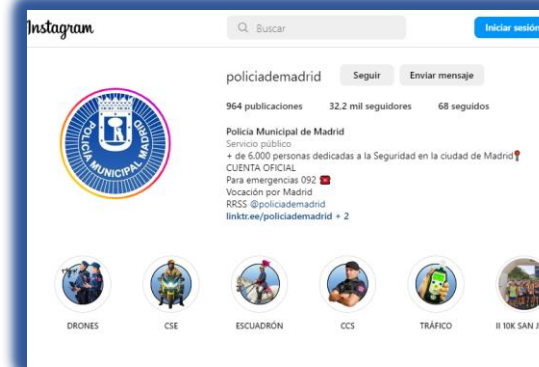 Instagram
Buscar
Iniciar sesión
policiademadrid Seguir Enviar mensaje
964 publicaciones 32,2 mil seguidores 68 seguidos
Policía Municipal de Madrid
Servicio público
+ de 6.000 personas dedicadas a la Seguridad en la ciudad de Madrid
CUENTA OFICIAL
Para emergencias 092
Vocación por Madrid
RRSS @policiademadrid
linktr.ee/policiademadrid + 2
POLICÍA MUNICIPAL MADRID
DRONES CSE ESCUADRÓN CCS TRÁFICO II 10K SAN J